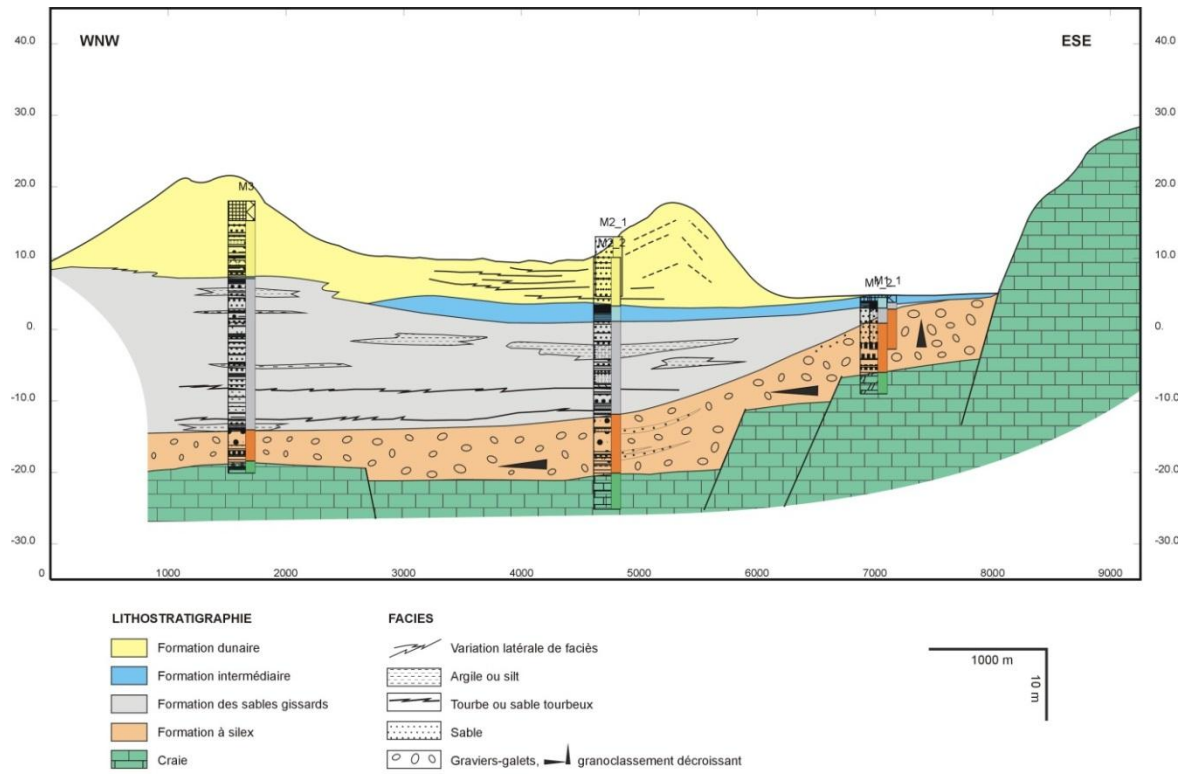 WNW
ESE
40.0
40.0
30.0
30.0
20.0
20.0
M3
M2_1
M2_2
10.0
10.0
M1_1
0.
0.
-10.0
-10.0
-20.0
-20.0
-30.0
-30.0
0 1000 2000 3000 4000 5000 6000 7000 8000 9000
LITHOSTRATIGRAPHIE
Formation dunaire
Formation intermédiaire
Formation des sables gissards
Formation à silex
Craie
FACIES
Variation latérale de faciès
Argile ou silt
Tourbe ou sable tourbeux
Sable
Graviers-galets, granoclassement décroissant
1000 m
10 m